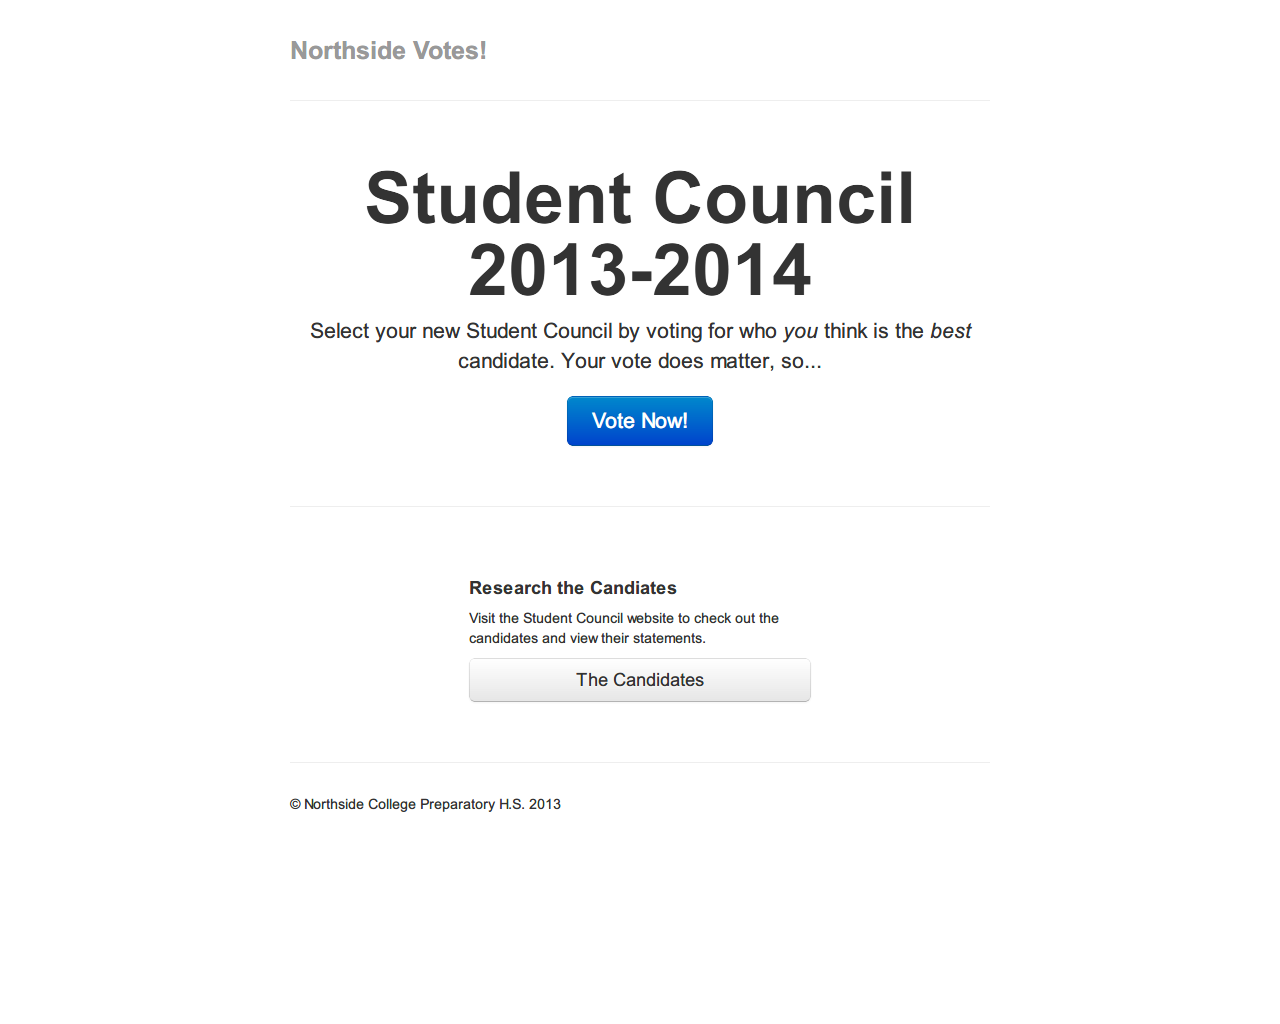 Northside Votes!
Student Council
2013-2014
Select your new Student Council by voting for who you think is the best
candidate. Your vote does matter, so...
Vote Now!
Research the Candiates
Visit the Student Council website to check out the
candidates and view their statements.
The Candidates
© Northside College Preparatory H.S. 2013